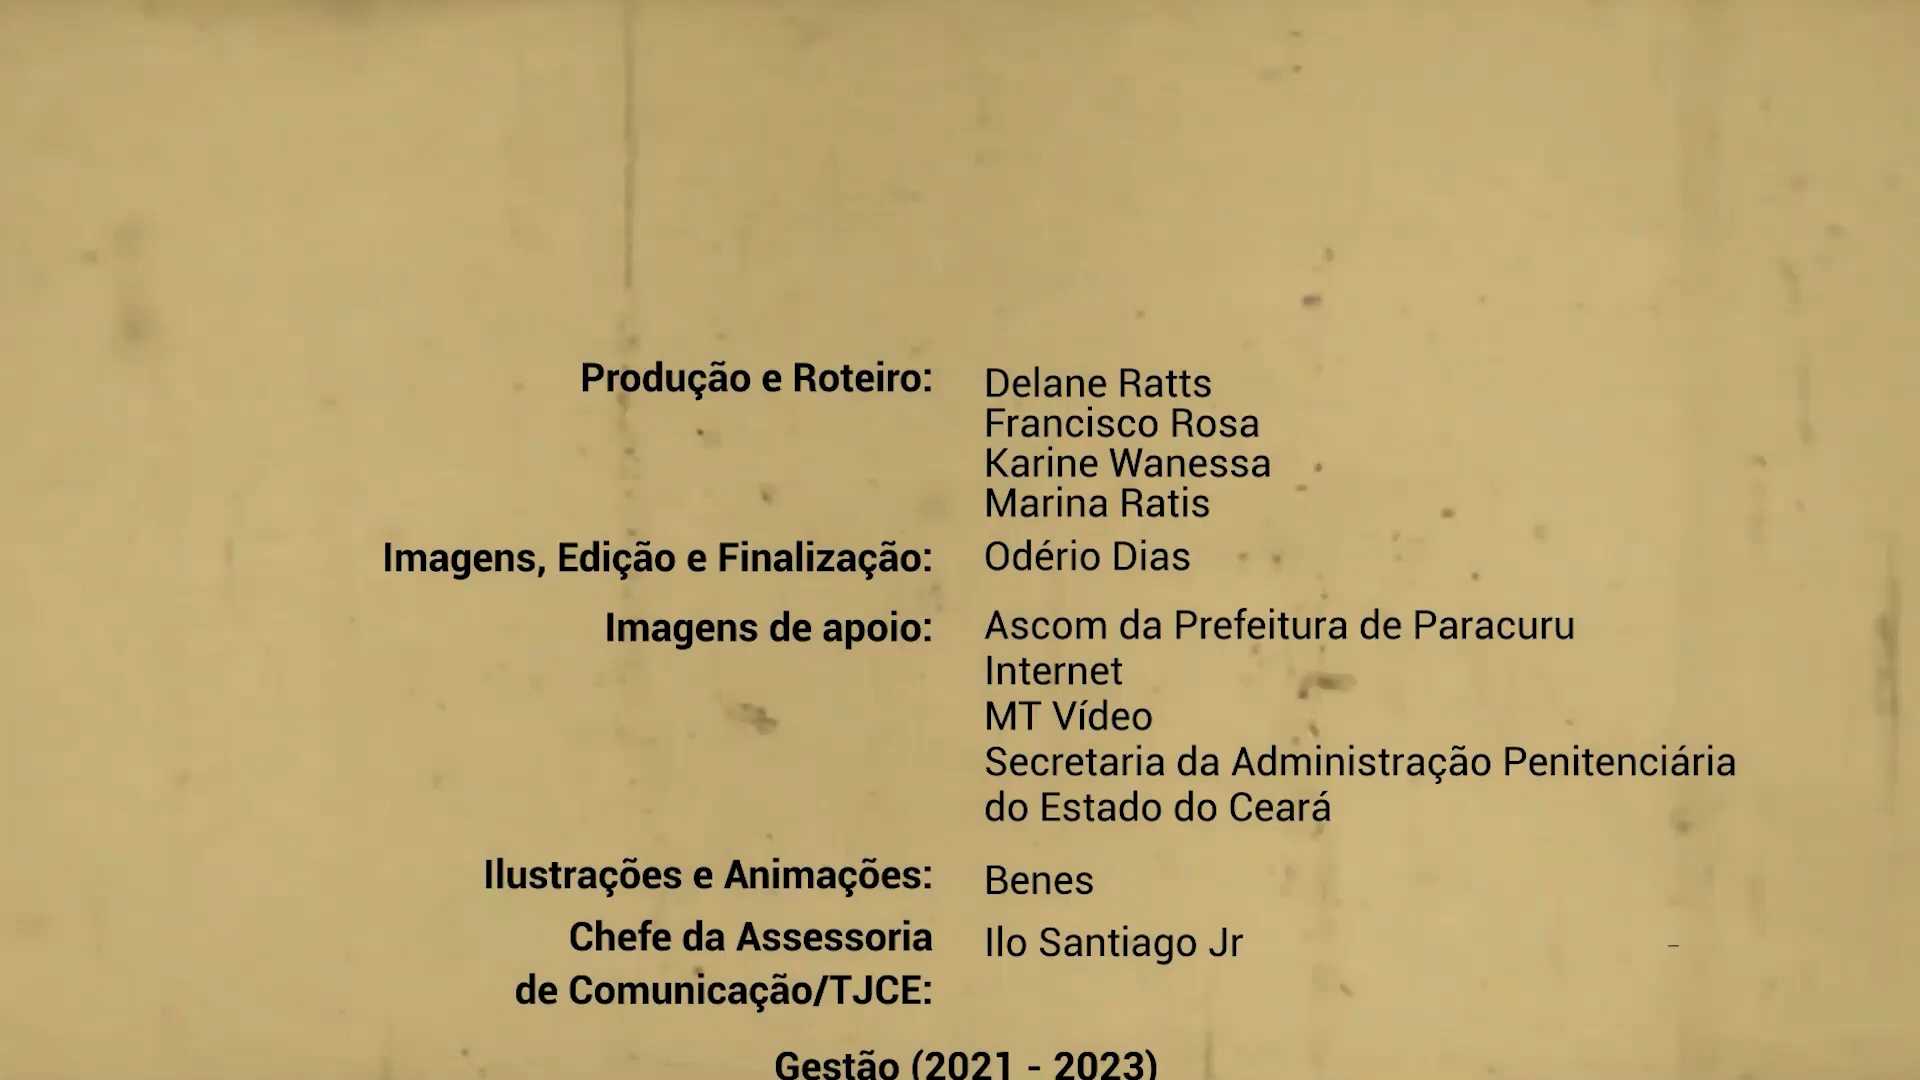 Produção e Roteiro: Delane Ratts
Francisco Rosa
Karine Wanessa
Marina Ratis
Imagens, Edição e Finalização: Odério Dias
Imagens de apoio: Ascom da Prefeitura de Paracuru
Internet
MT Vídeo
Secretaria da Administração Penitenciária
do Estado do Ceará
Ilustrações e Animações: Benes
Chefe da Assessoria Ilo Santiago Jr
de Comunicação/TJCE:
Gestão (2021 - 2023)